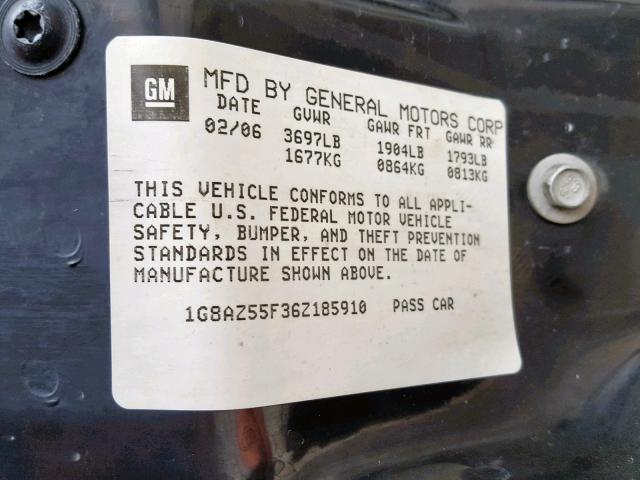 GM
MFD BY GENERAL MOTORS CORP
DATE GVWR GAWR FRT GAWR RR
02/06 3697LB 1904LB 1793LB
1677KG 0864KG 0813KG
THIS VEHICLE CONFORMS TO ALL APPLI-
CABLE U.S. FEDERAL MOTOR VEHICLE
SAFETY, BUMPER, AND THEFT PREVENTION
STANDARDS IN EFFECT ON THE DATE OF
MANUFACTURE SHOWN ABOVE.
1G8AZ55F36Z185910 PASS CAR